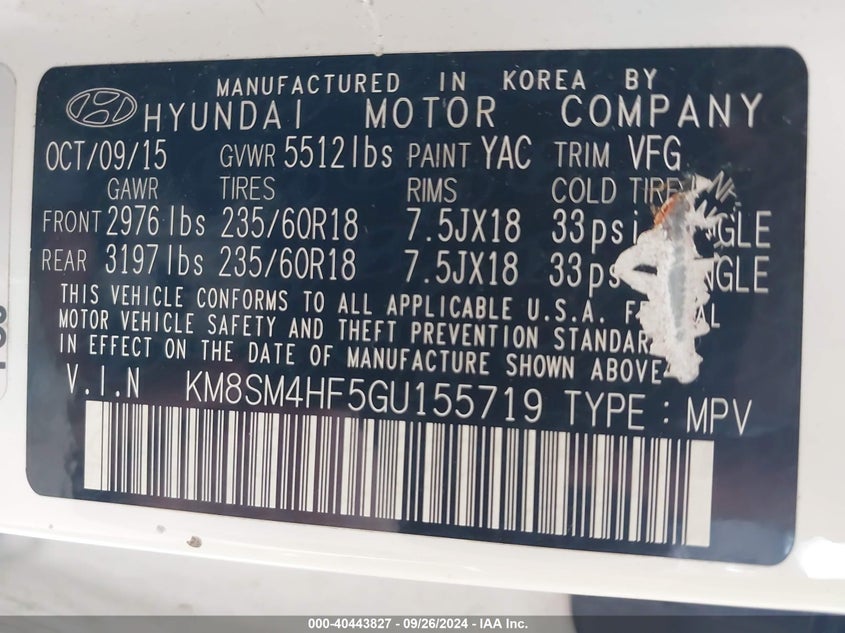 MANUFACTURED IN KOREA BY
HYUNDAI MOTOR COMPANY
OCT/09/15 GVWR 5512lbs PAINT YAC TRIM VFG
GAWR TIRES RIMS COLD TIRE
FRONT 2976lbs 235/60R18 7.5JX18 33psi
REAR 3197lbs 235/60R18 7.5JX18 33ps
THIS VEHICLE CONFORMS TO ALL APPLICABLE U.S.A.
MOTOR VEHICLE SAFETY AND THEFT PREVENTION STANDAR
IN EFFECT ON THE DATE OF MANUFACTURE SHOWN ABOVE
V.I.N KM8SM4HF5GU155719 TYPE : MPV
000-40443827 - 09/26/2024 - IAA Inc.